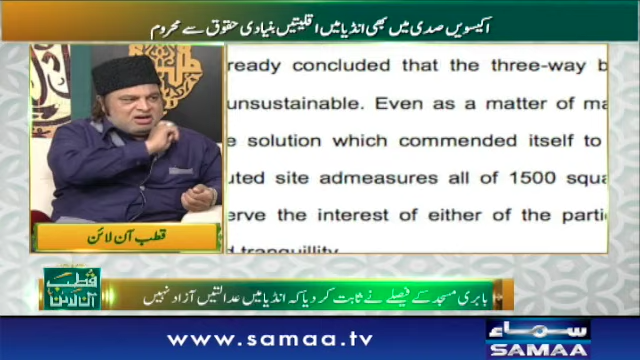 اکیسویں صدی میں بھی انڈیا میں اقلیتیں بنیادی حقوق سے محروم
ready concluded that the three-way b
unsustainable. Even as a matter of ma
e solution which commended itself to
uted site admeasures all of 1500 squa
erve the interest of either of the parti
d tranquillity
قطب آن لائن
قطب
آن لائن
بابری مسجد کے فیصلے نے ثابت کر دیا کہ انڈیا میں عدالتیں آزاد نہیں
www.samaa.tv
سماء
SAMAA